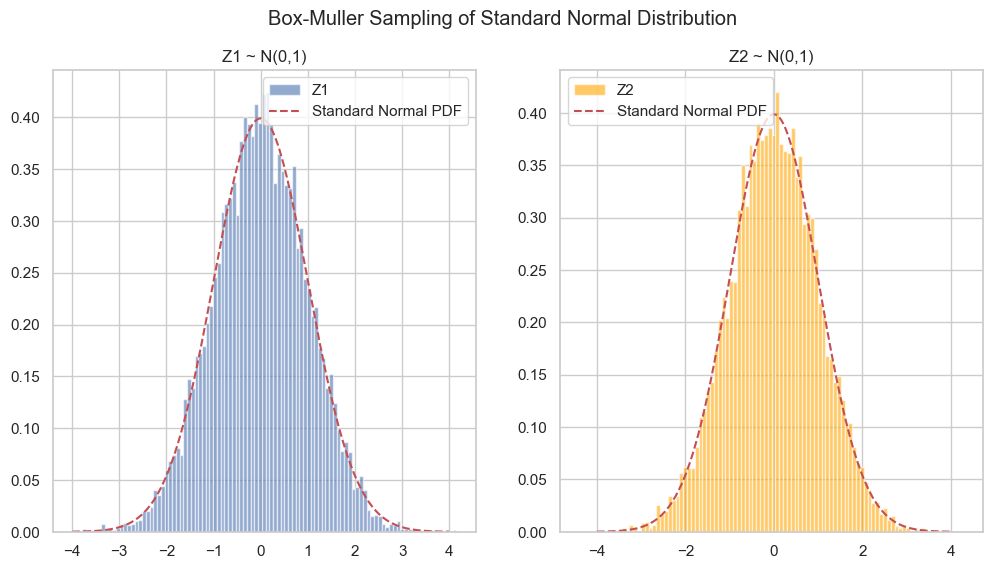 Box-Muller Sampling of Standard Normal Distribution
Z1 ~ N(0,1)
Z1
Standard Normal PDF
0.40
0.35
0.30
0.25
0.20
0.15
0.10
0.05
0.00
−4 −3 −2 −1 0 1 2 3 4
Z2 ~ N(0,1)
Z2
Standard Normal PDF
0.40
0.35
0.30
0.25
0.20
0.15
0.10
0.05
0.00
−4 −2 0 2 4